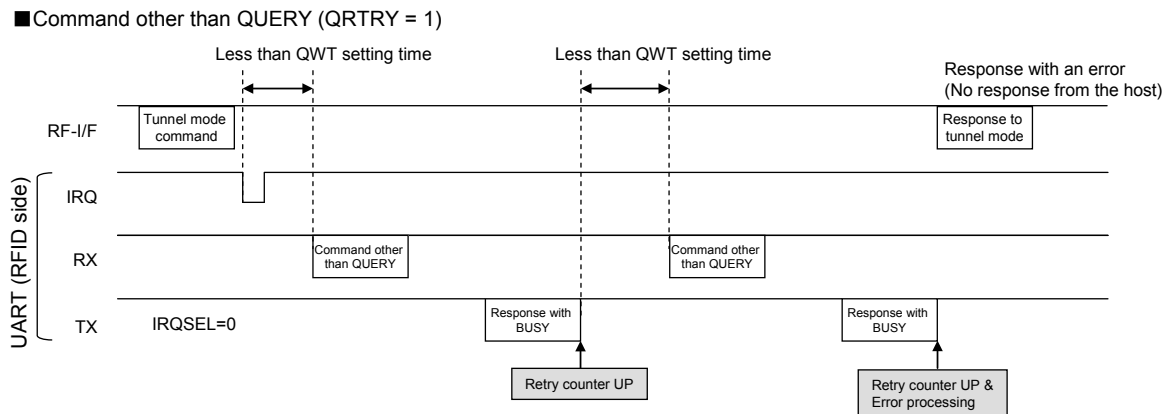 ■Command other than QUERY (QRTRY = 1)
Less than QWT setting time
Less than QWT setting time
Response with an error
(No response from the host)
RF-I/F
Tunnel mode
command
Response to
tunnel mode
UART (RFID side)
IRQ
RX
Command other
than QUERY
Command other
than QUERY
TX
IRQSEL=0
Response with
BUSY
Response with
BUSY
Retry counter UP
Retry counter UP &
Error processing